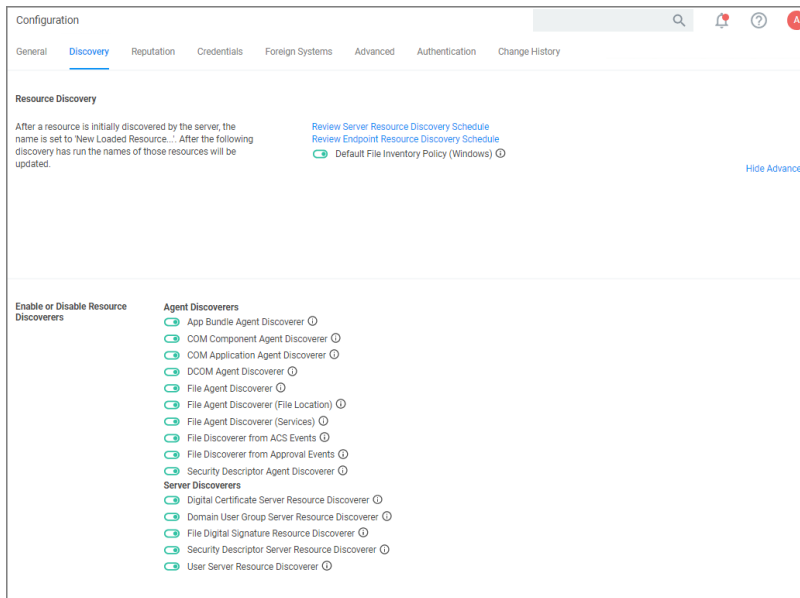 Configuration
A
General Discovery Reputation Credentials Foreign Systems Advanced Authentication Change History
Resource Discovery
After a resource is initially discovered by the server, the
name is set to 'New Loaded Resource...'. After the following
discovery has run the names of those resources will be
updated.
Review Server Resource Discovery Schedule
Review Endpoint Resource Discovery Schedule
Default File Inventory Policy (Windows)
Hide Advance
Enable or Disable Resource
Discoverers
Agent Discoverers
App Bundle Agent Discoverer
COM Component Agent Discoverer
COM Application Agent Discoverer
DCOM Agent Discoverer
File Agent Discoverer
File Agent Discoverer (File Location)
File Agent Discoverer (Services)
File Discoverer from ACS Events
File Discoverer from Approval Events
Security Descriptor Agent Discoverer
Server Discoverers
Digital Certificate Server Resource Discoverer
Domain User Group Server Resource Discoverer
File Digital Signature Resource Discoverer
Security Descriptor Server Resource Discoverer
User Server Resource Discoverer